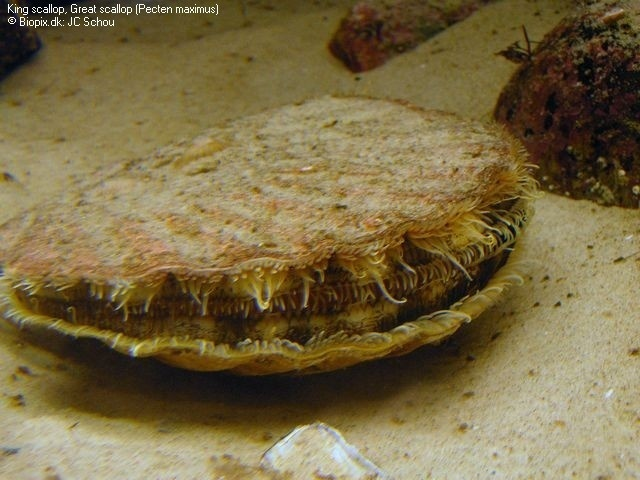 King scallop, Great scallop (Pecten maximus)
© Biopix.dk: JC Schou